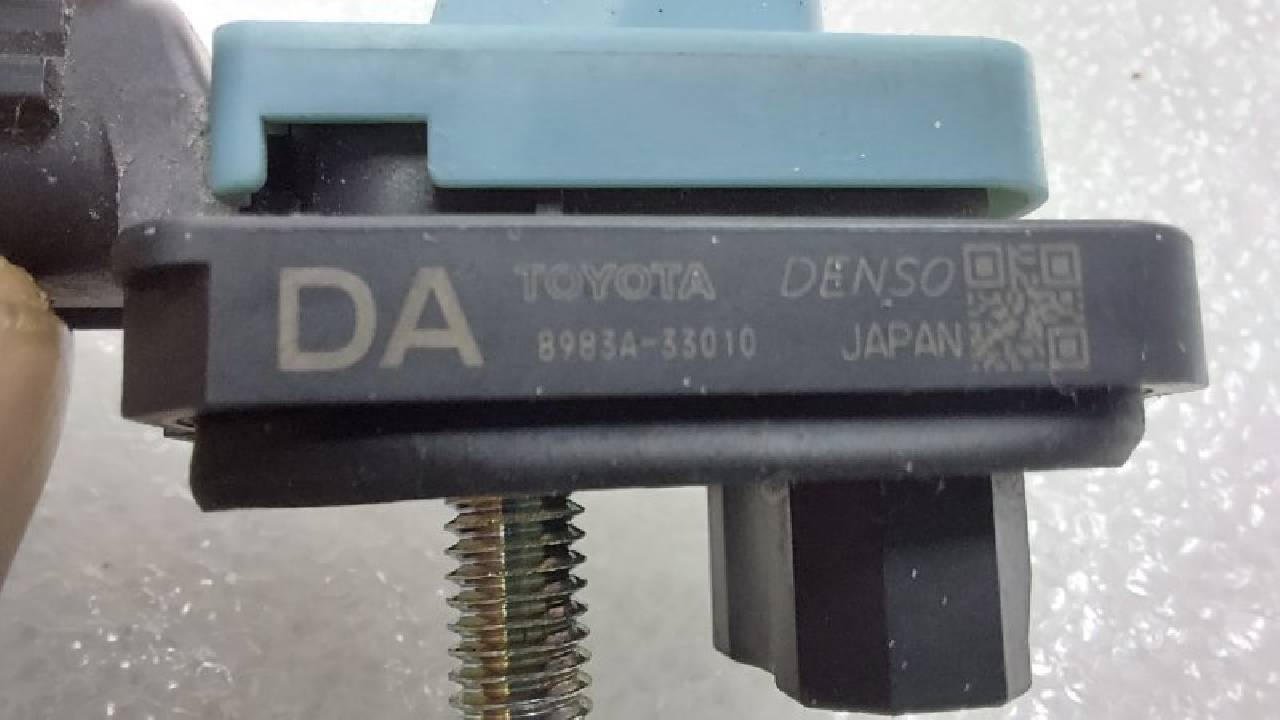 DA
TOYOTA DENSO
8983A-33010 JAPAN